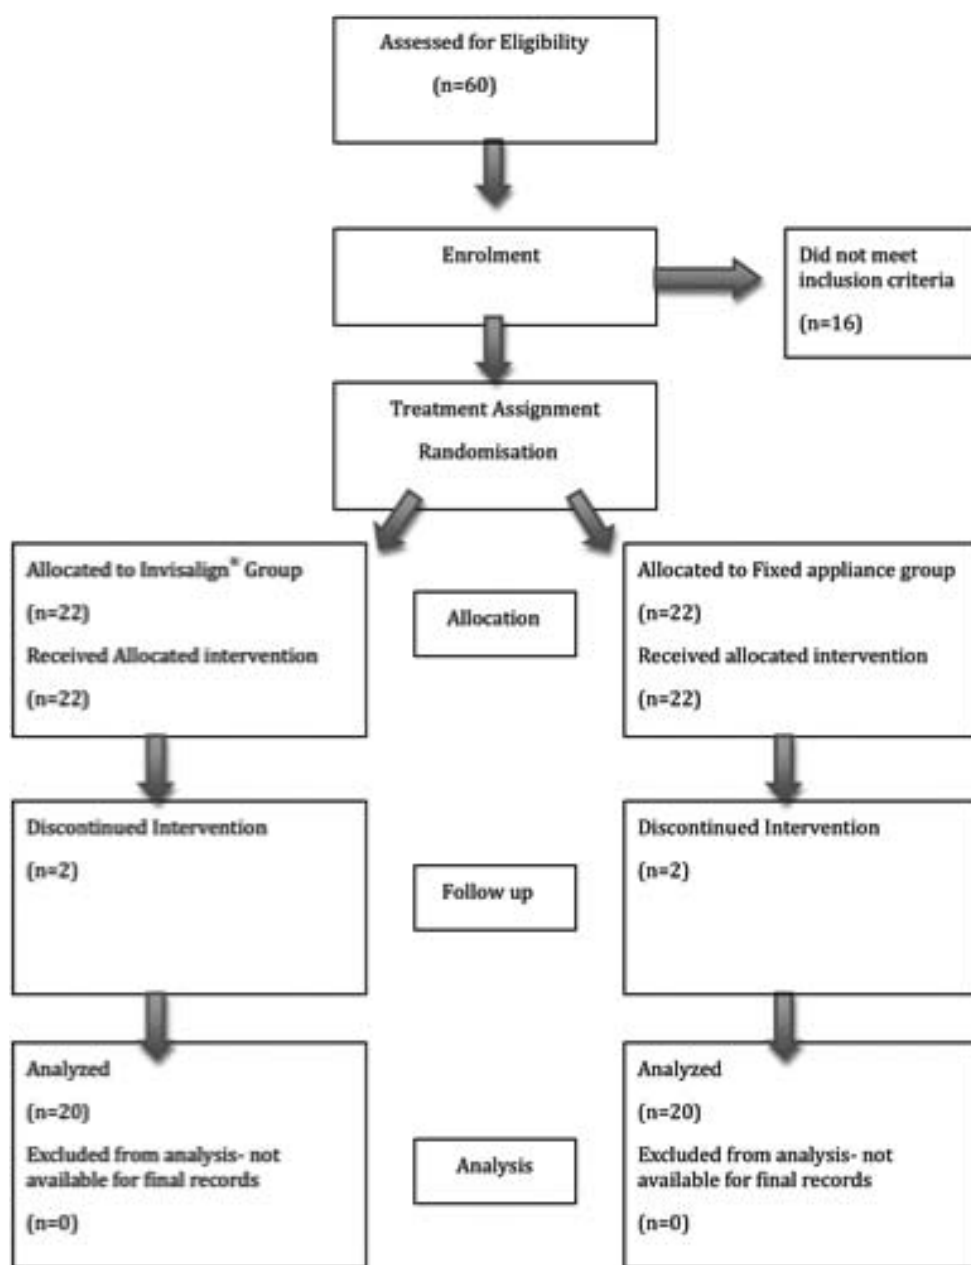 Assessed for Eligibility
(n=60)
Enrolment
Did not meet
inclusion criteria
(n=16)
Treatment Assignment
Randomisation
Allocated to Invisalign® Group
(n=22)
Received Allocated intervention
(n=22)
Allocation
Allocated to Fixed appliance group
(n=22)
Received allocated intervention
(n=22)
Discontinued Intervention
(n=2)
Follow up
Discontinued Intervention
(n=2)
Analyzed
(n=20)
Excluded from analysis- not
available for final records
(n=0)
Analysis
Analyzed
(n=20)
Excluded from analysis- not
available for final records
(n=0)